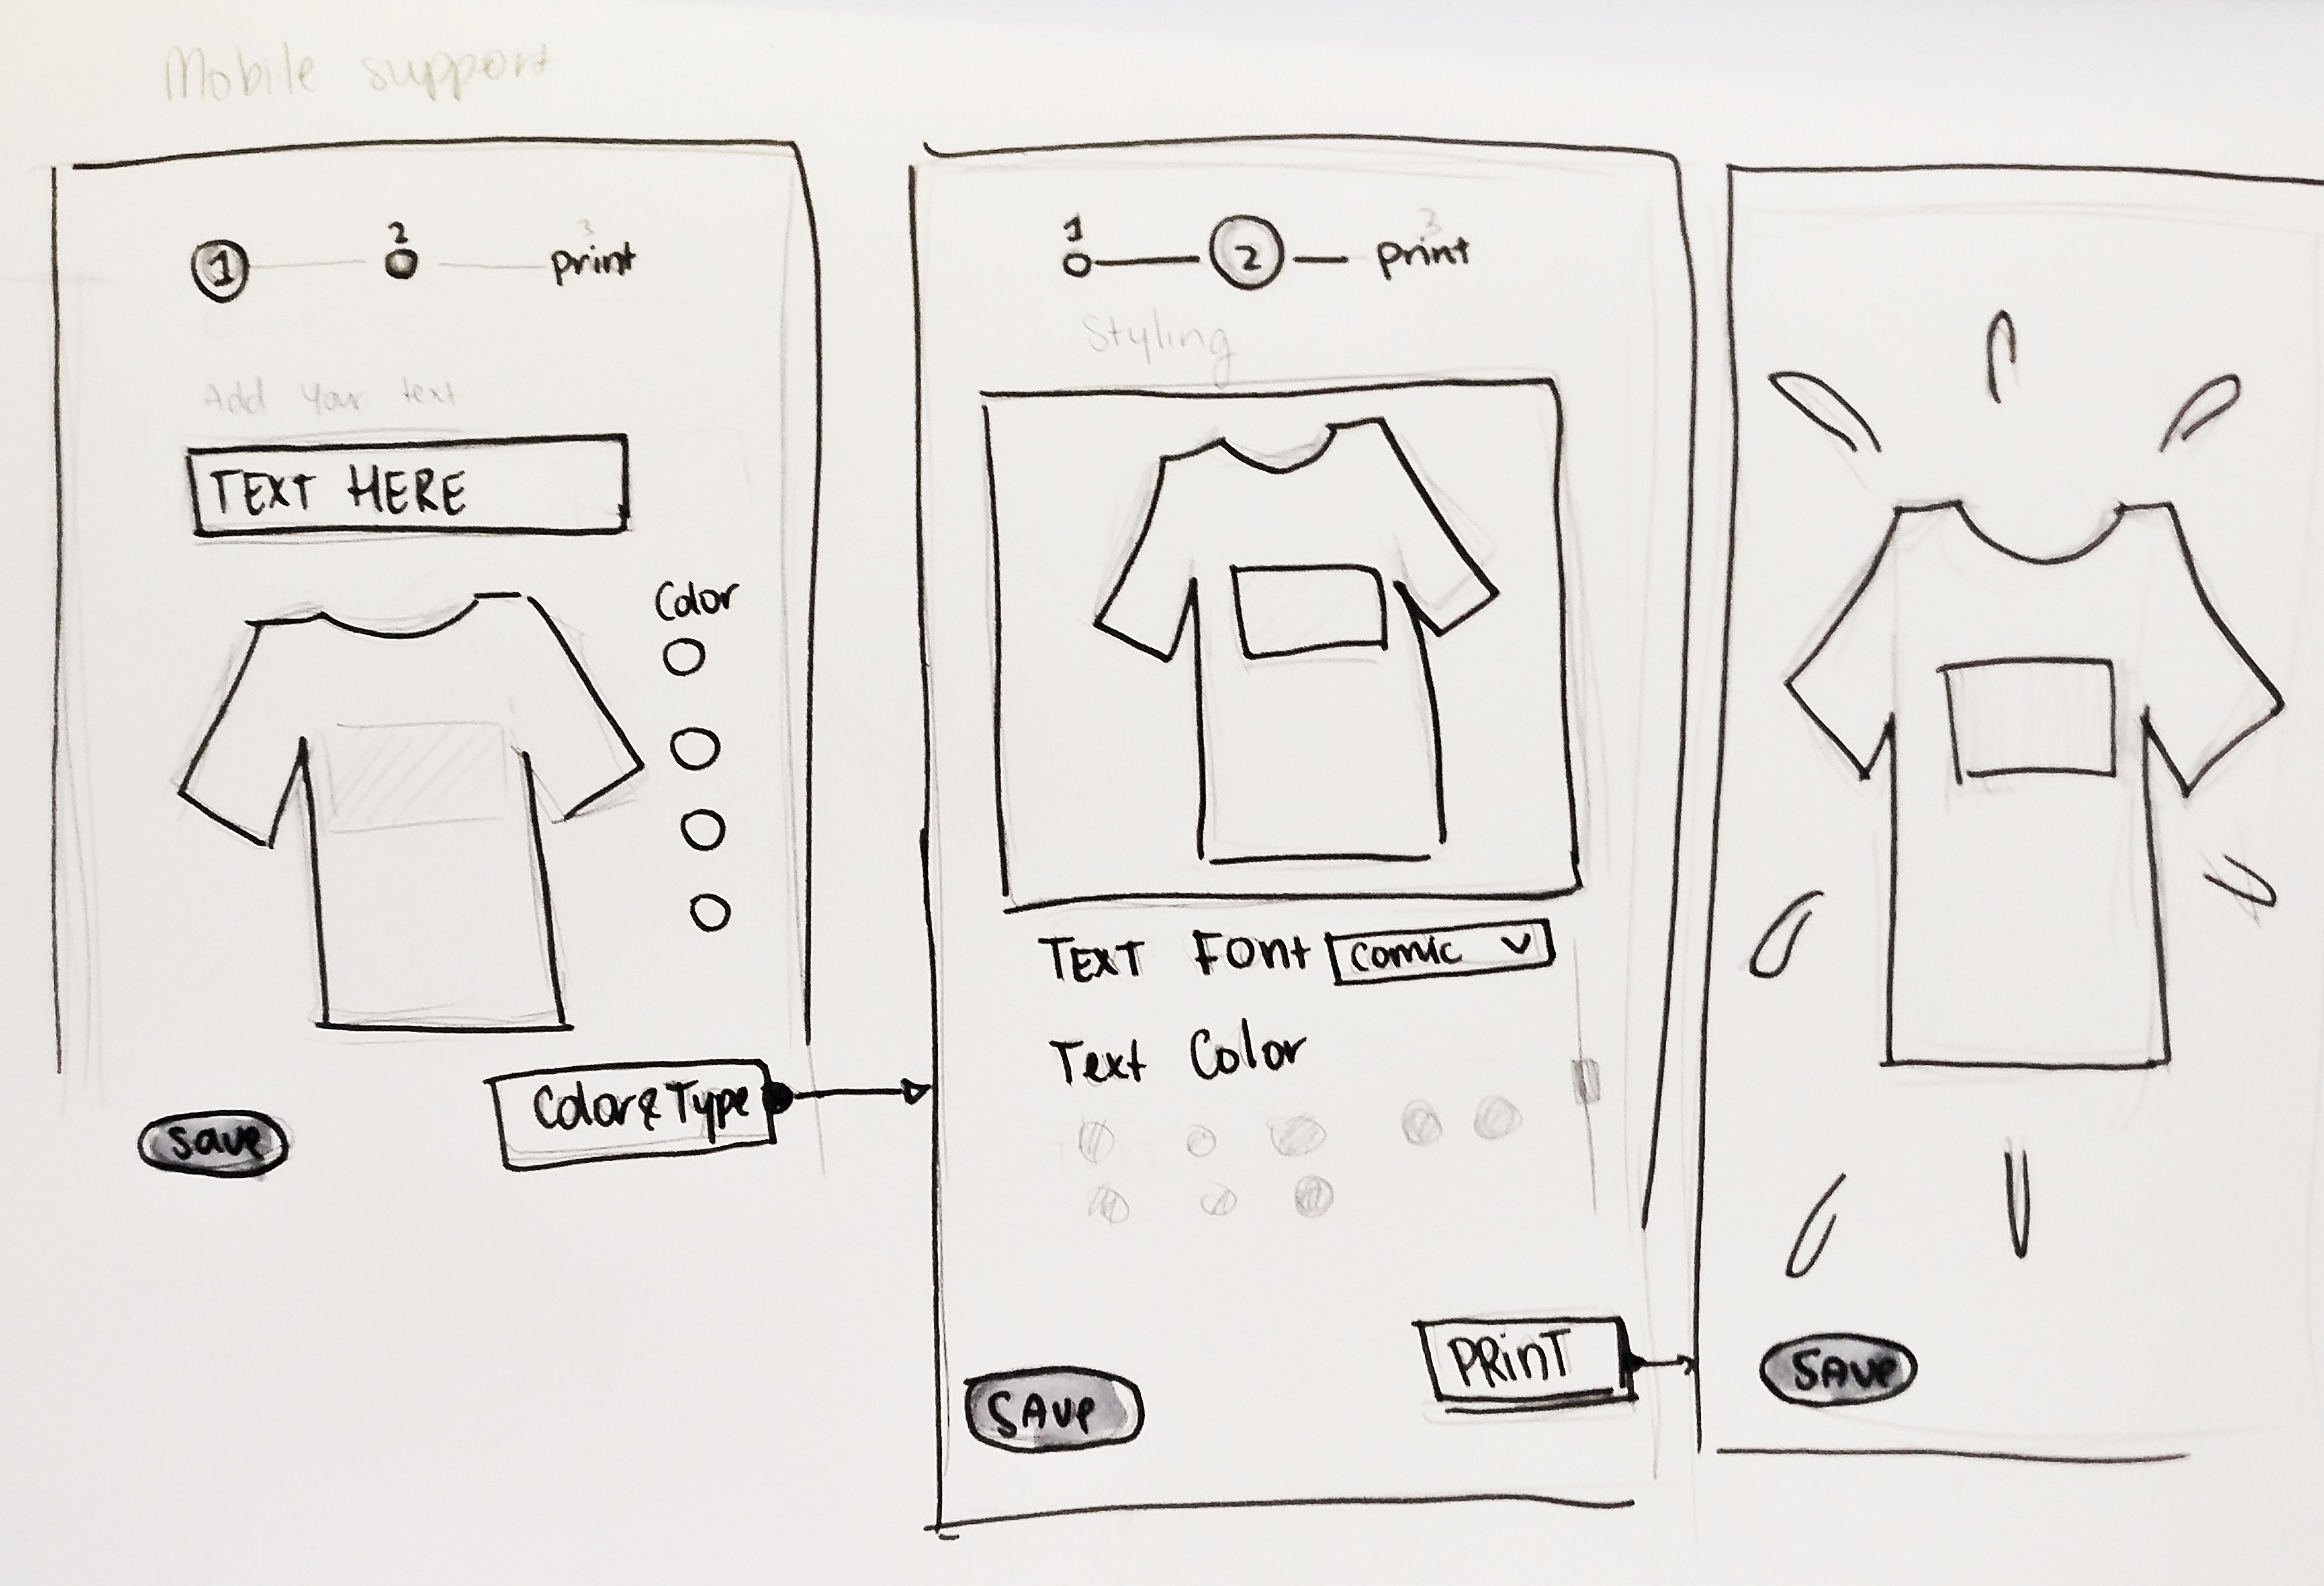 Mobile support
1
2
3
print
Add your text
TEXT HERE
Color
Save
Color & Type
1
2
3
print
Styling
TEXT Font
comic
Text Color
SAVE
PRinT
SAVE